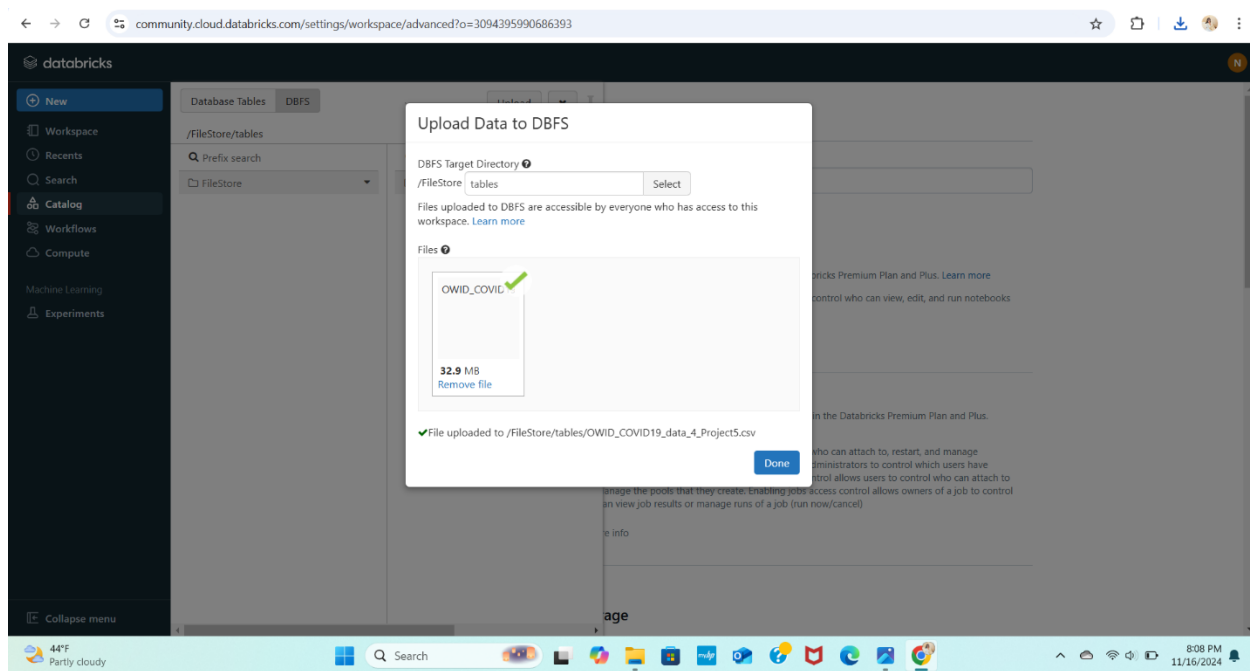 community.cloud.databricks.com/settings/workspace/advanced?o=3094395990686393
databricks
N
New
Workspace
Recents
Search
Catalog
Workflows
Compute
Machine Learning
Experiments
Collapse menu
Database Tables DBFS
Upload
/FileStore/tables
Prefix search
FileStore
Upload Data to DBFS
DBFS Target Directory
/FileStore tables Select
Files uploaded to DBFS are accessible by everyone who has access to this
workspace. Learn more
Files
OWID_COVID
32.9 MB
Remove file
File uploaded to /FileStore/tables/OWID_COVID19_data_4_Project5.csv
Done
Premium Plan and Plus. Learn more
control who can view, edit, and run notebooks
in the Databricks Premium Plan and Plus.
who can attach to, restart, and manage
to control which users have
allows users to control who can attach to
manage the pools that they create. Enabling jobs access control allows owners of a job to control
view job results or manage runs of a job (run now/cancel)
info
44°F
Partly cloudy
Search
8:08 PM
11/16/2024